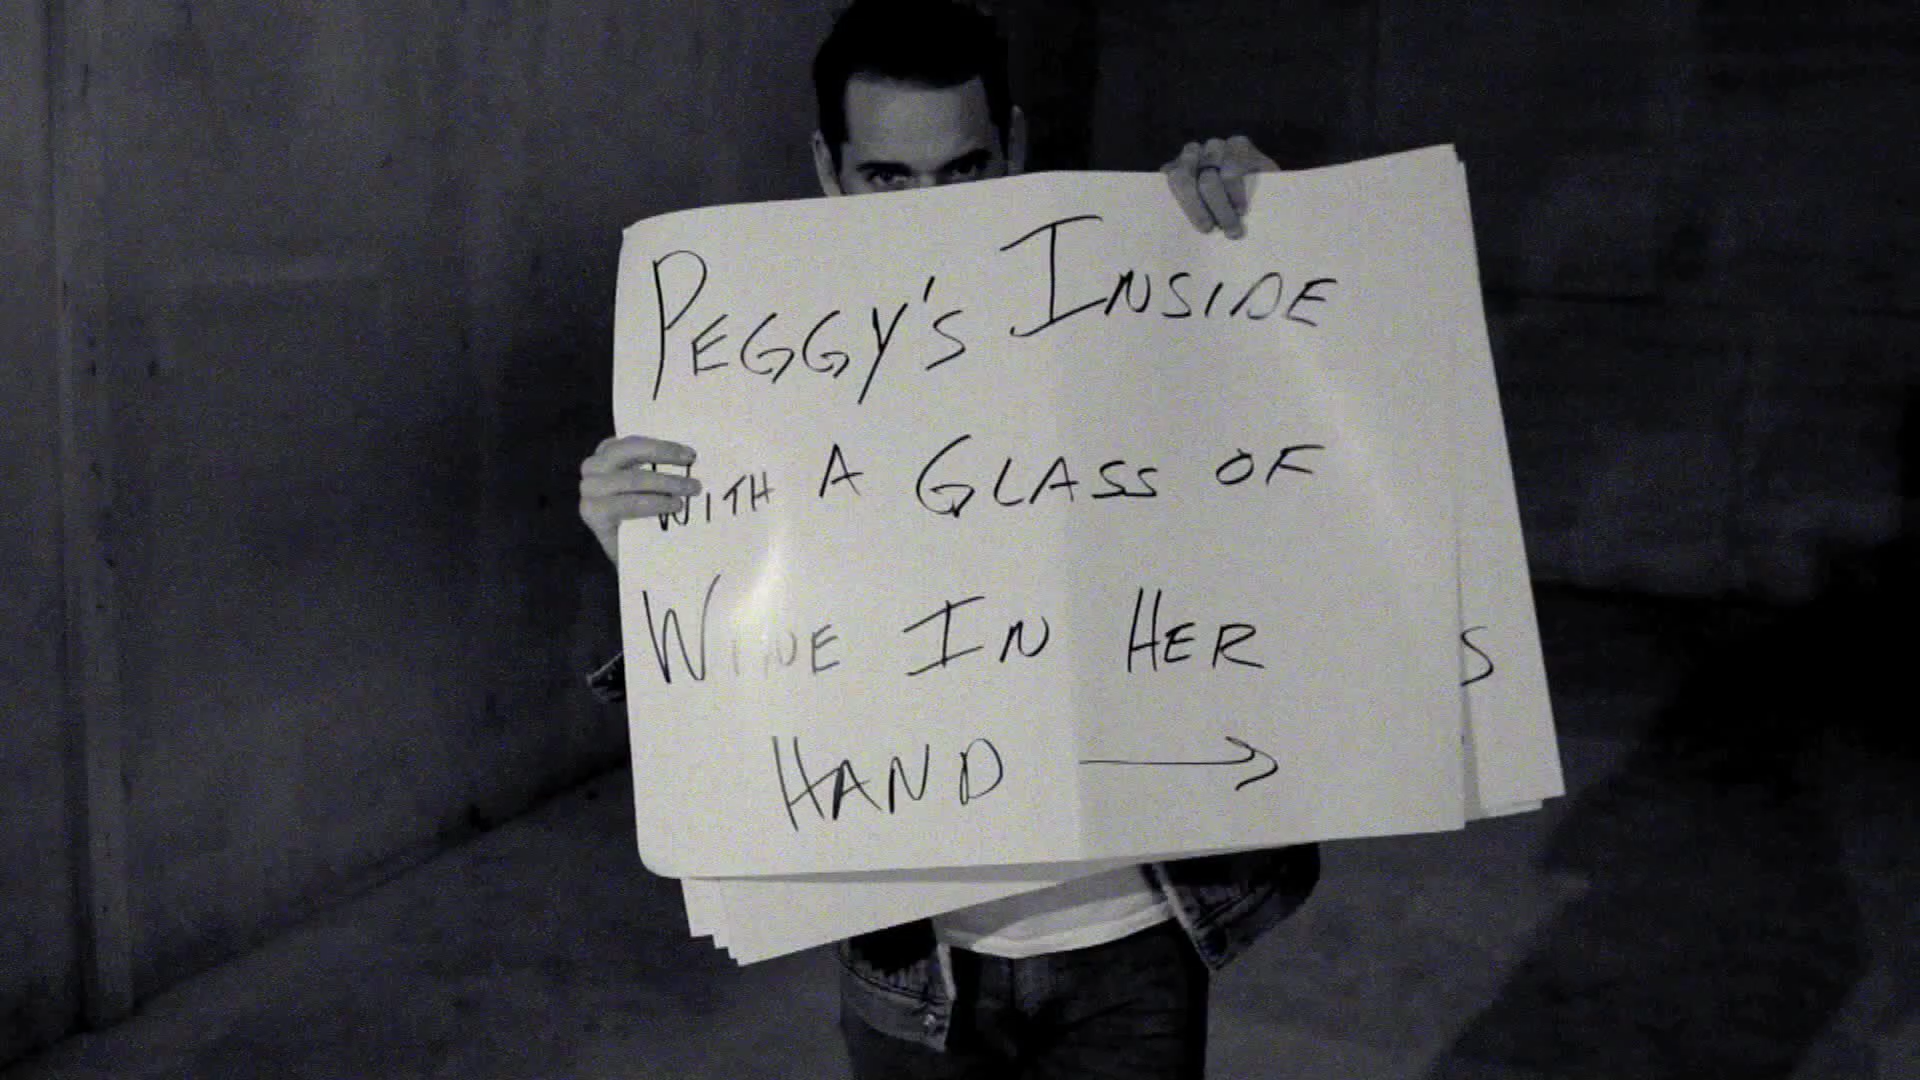 PEGGY'S INSIDE
WITH A GLASS OF
WINE IN HER
HAND →
S